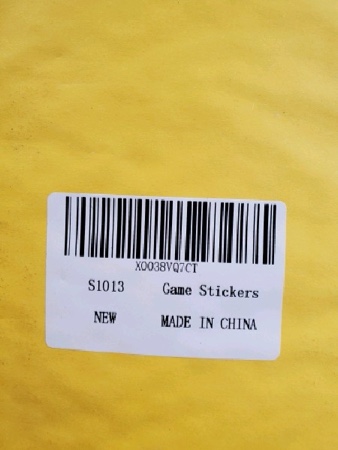 X0038VQ7CT
S1013 Game Stickers
NEW MADE IN CHINA